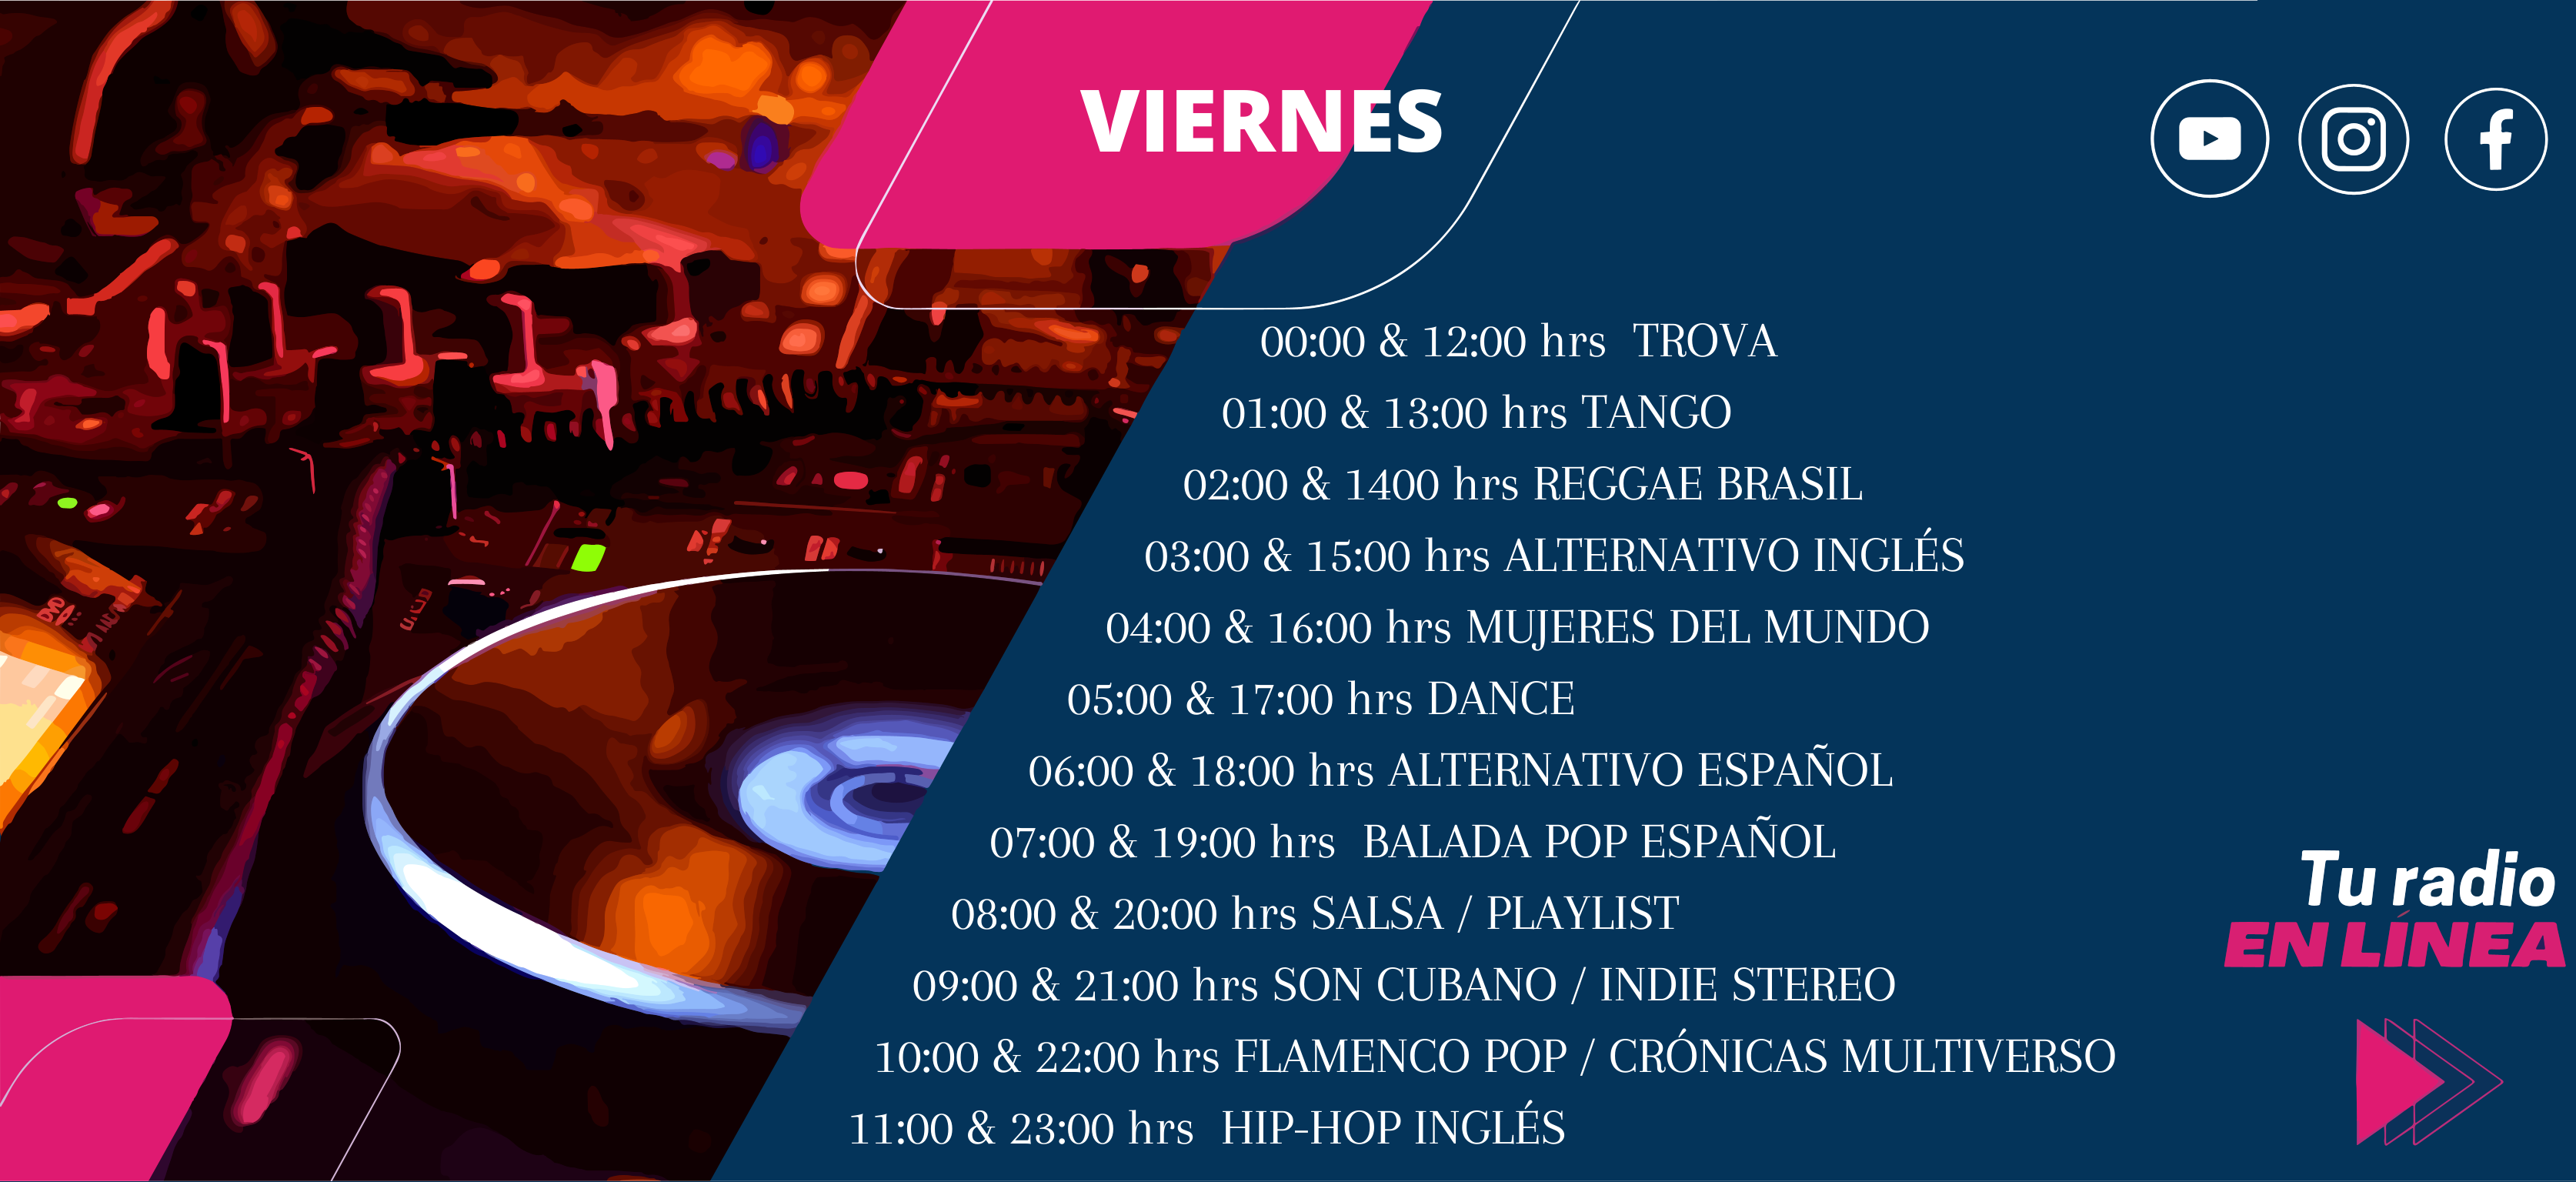 VIERNES
00:00 & 12:00 hrs  TROVA
01:00 & 13:00 hrs TANGO
02:00 & 1400 hrs REGGAE BRASIL
03:00 & 15:00 hrs ALTERNATIVO INGLÉS
04:00 & 16:00 hrs MUJERES DEL MUNDO
05:00 & 17:00 hrs DANCE
06:00 & 18:00 hrs ALTERNATIVO ESPAÑOL
07:00 & 19:00 hrs  BALADA POP ESPAÑOL
08:00 & 20:00 hrs SALSA / PLAYLIST
09:00 & 21:00 hrs SON CUBANO / INDIE STEREO
10:00 & 22:00 hrs FLAMENCO POP / CRÓNICAS MULTIVERSO
11:00 & 23:00 hrs  HIP-HOP INGLÉS
Tu radio
EN LÍNEA